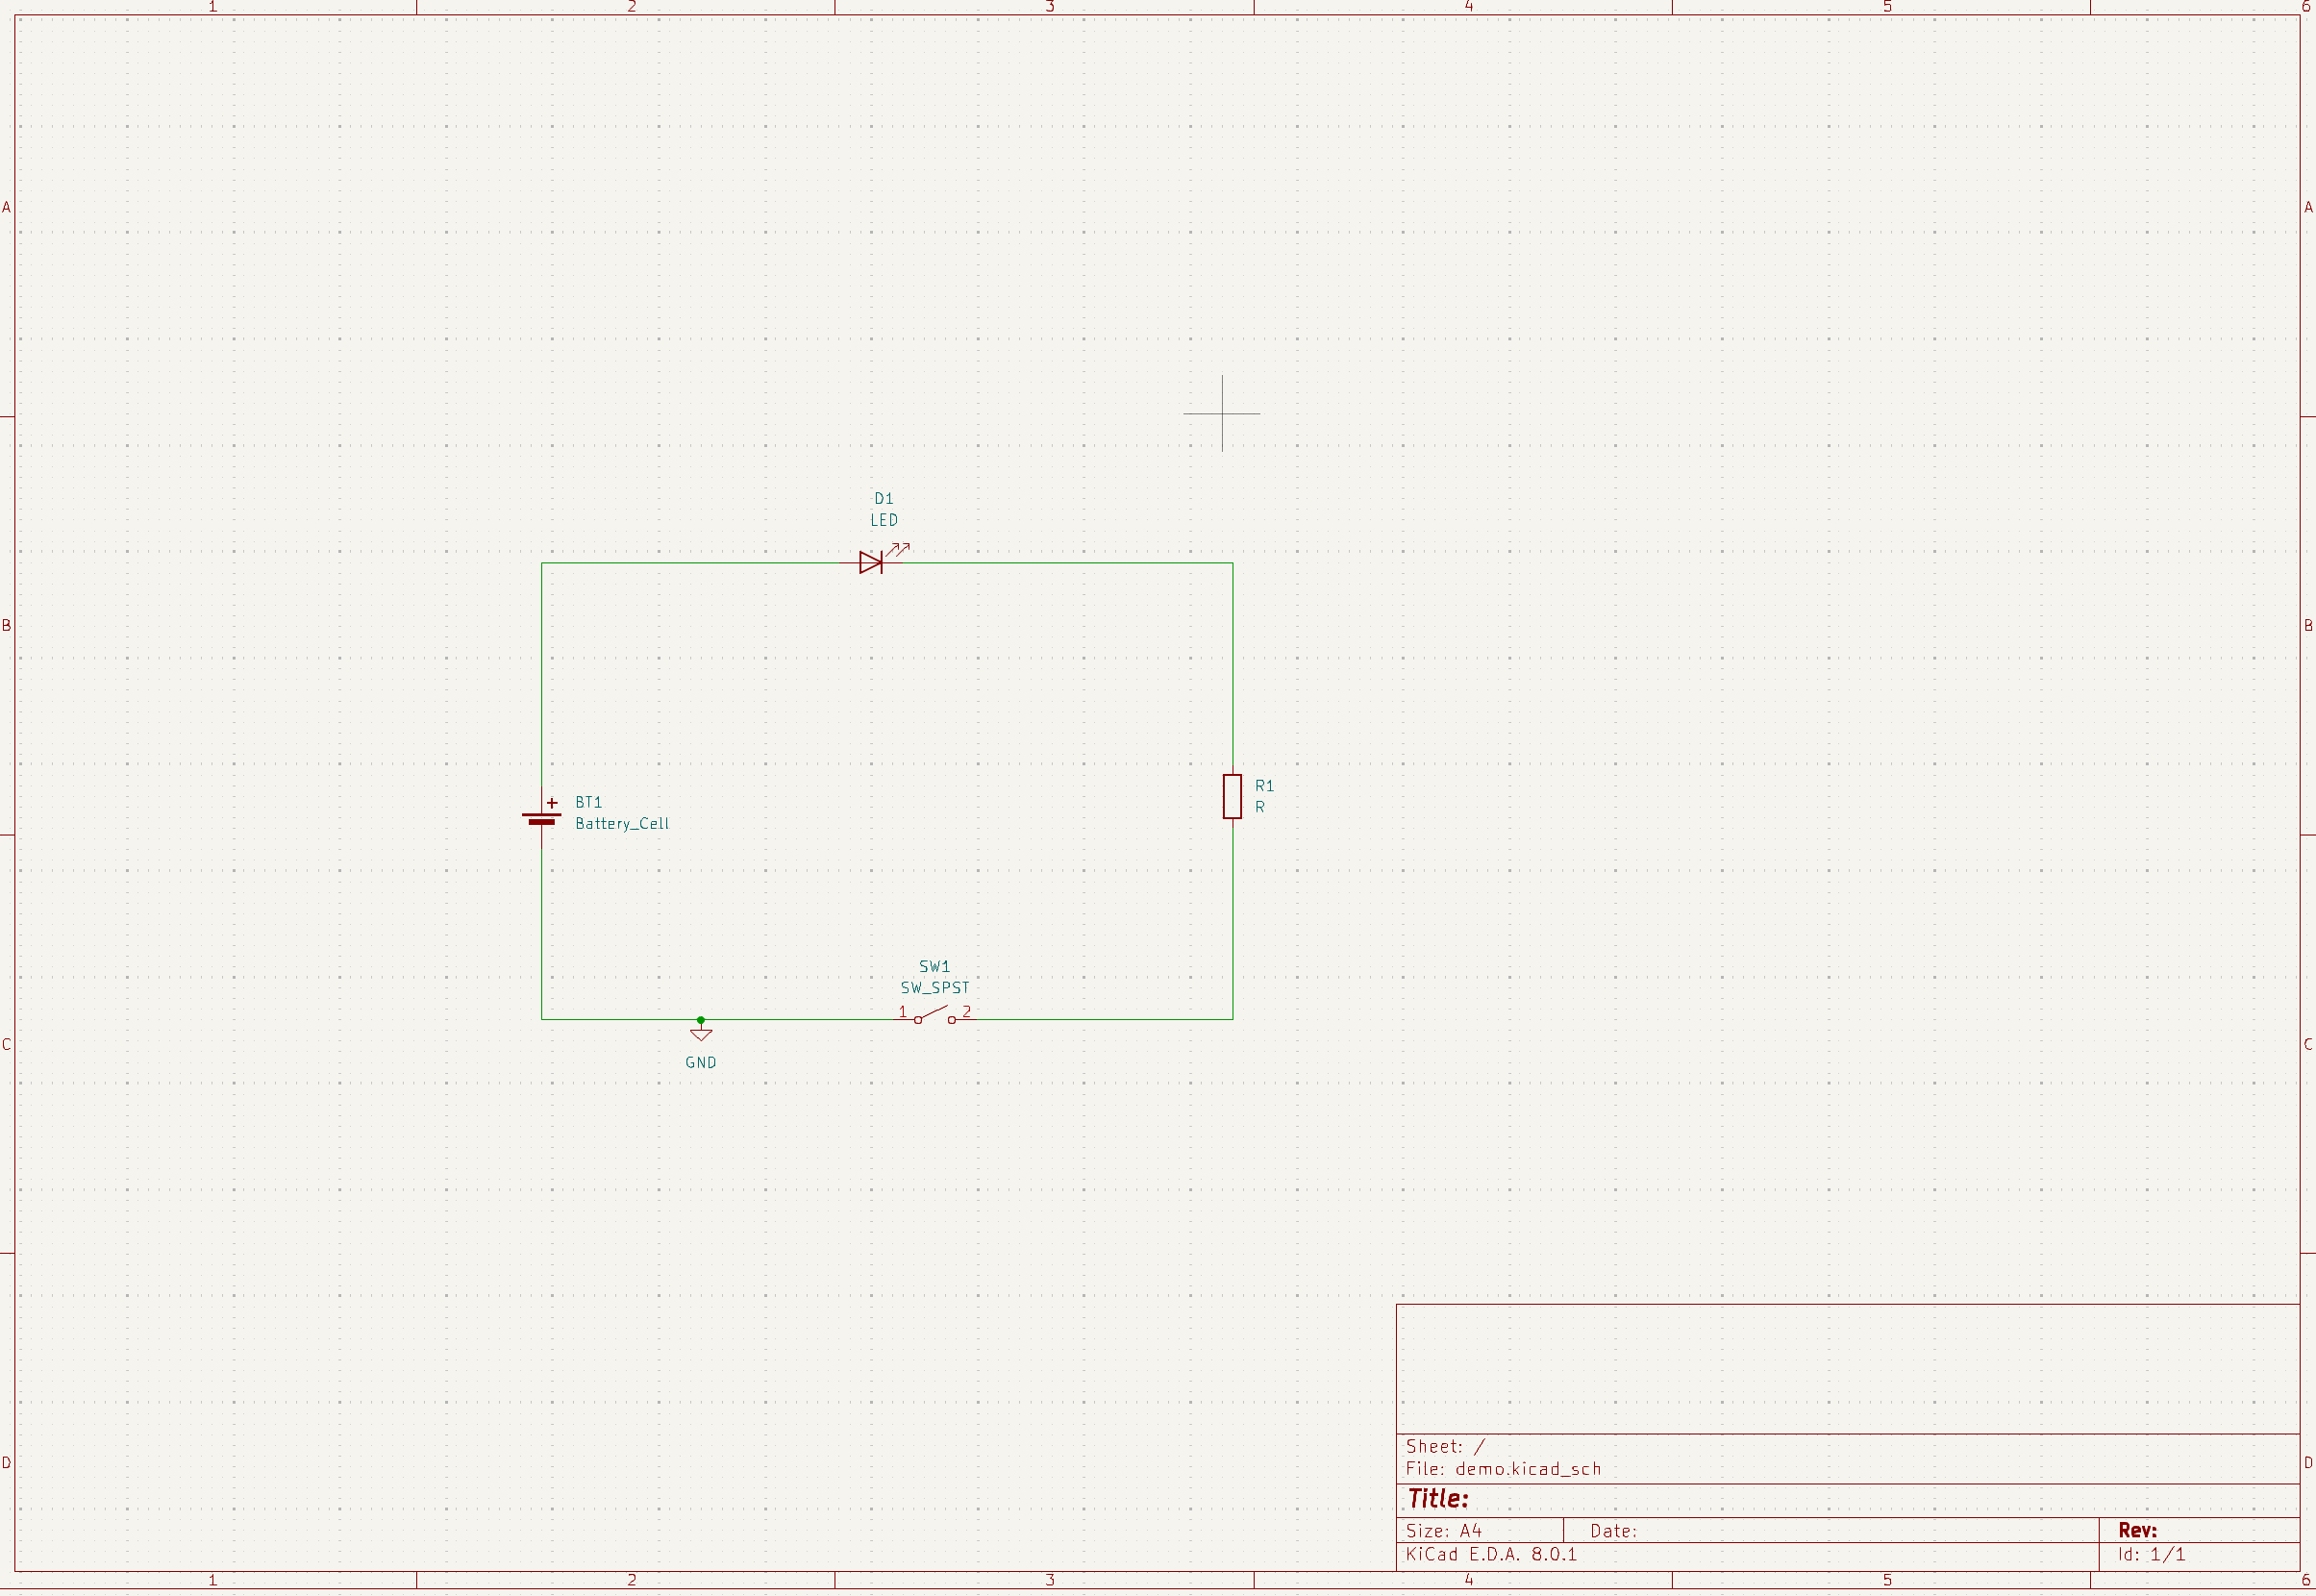 1 2 3 4 5 6
A A
D1
LED
B B
R1
R
+ BT1
Battery_Cell
SW1
SW_SPST
1 2
GND
C C
Sheet: /
File: demo.kicad_sch
D D
Title:
Size: A4 Date: Rev:
KiCad E.D.A. 8.0.1 Id: 1/1
1 2 3 4 5 6